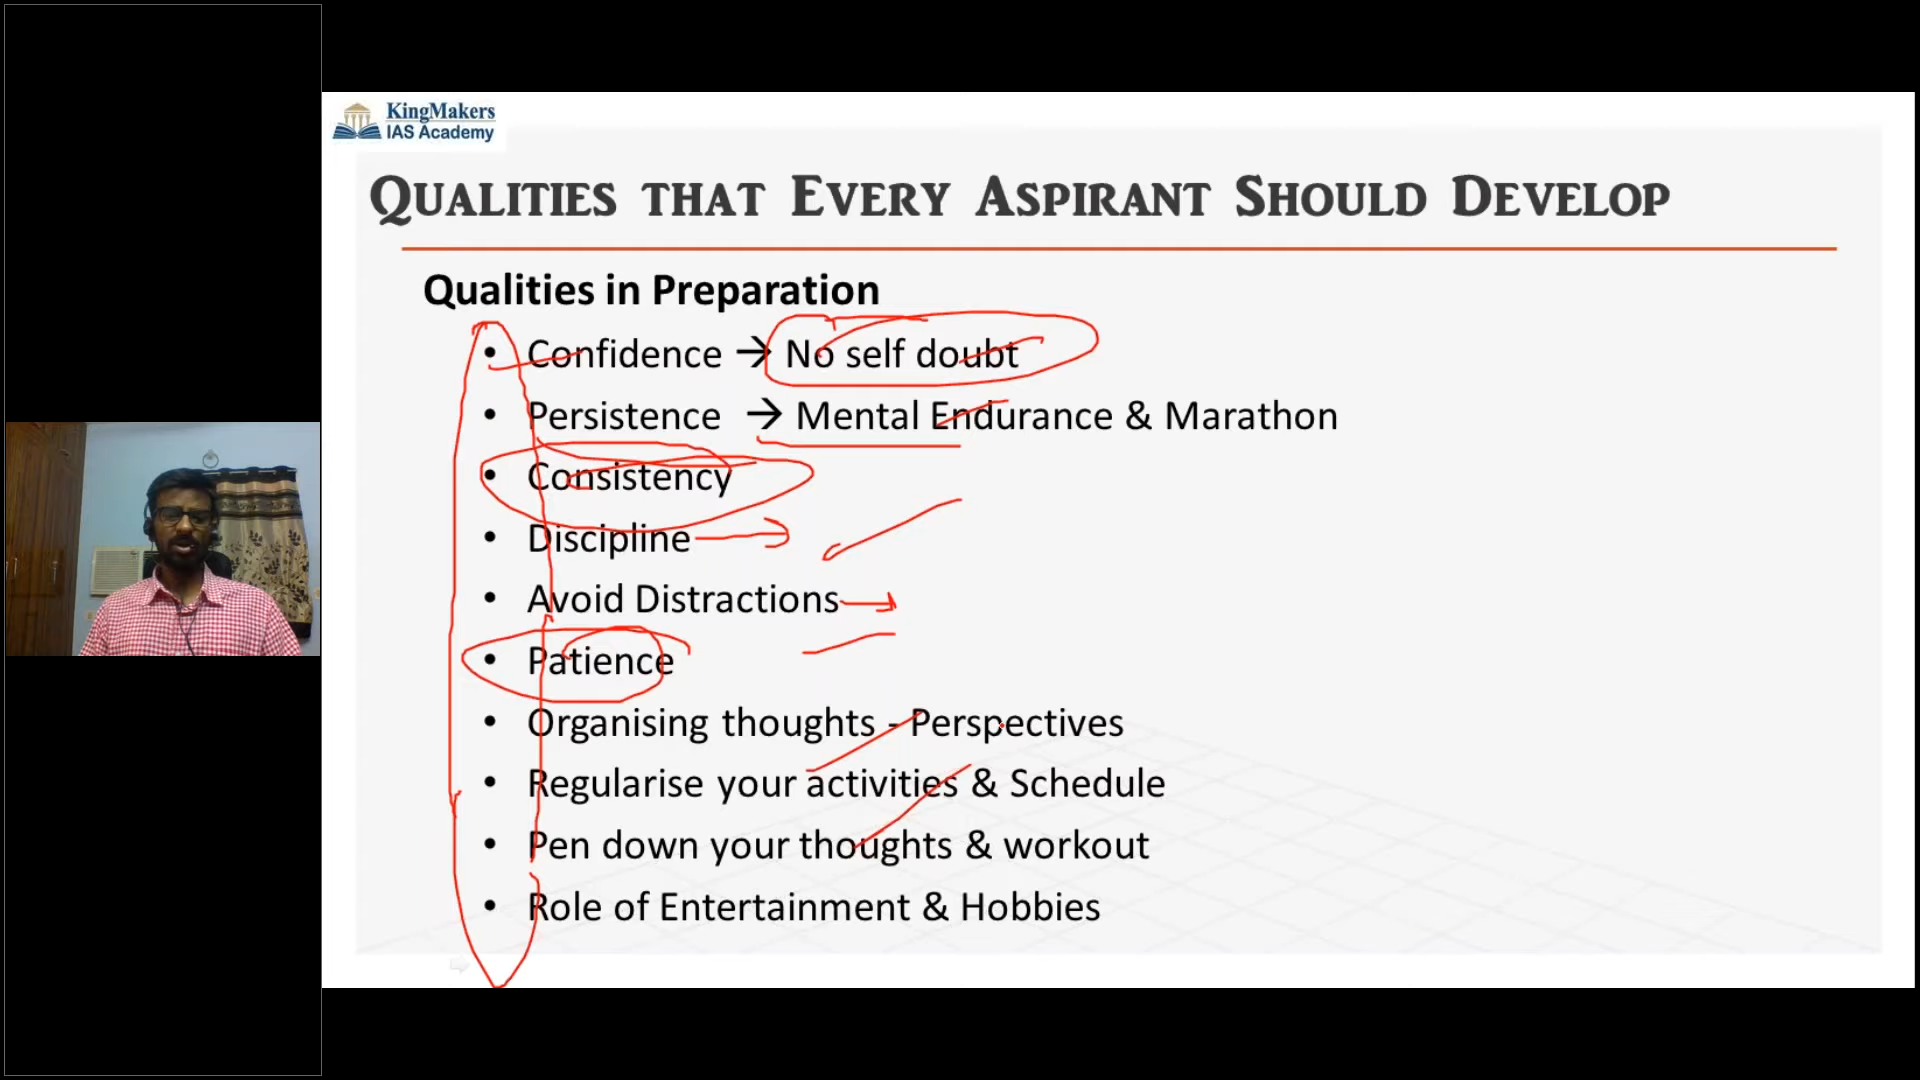 KingMakers
IAS Academy
Qualities that Every Aspirant Should Develop
Qualities in Preparation
• Confidence → No self doubt
• Persistence → Mental Endurance & Marathon
• Consistency
• Discipline
• Avoid Distractions
• Patience
• Organising thoughts - Perspectives
• Regularise your activities & Schedule
• Pen down your thoughts & workout
• Role of Entertainment & Hobbies